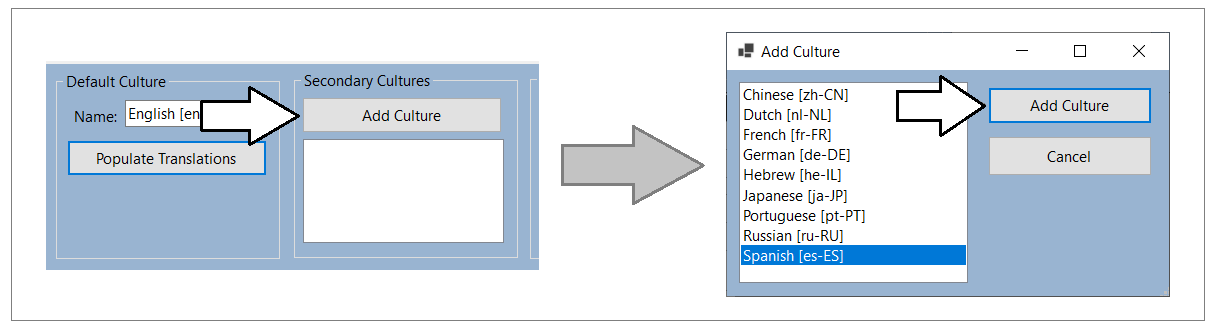 Default Culture
Name: English [en
Populate Translations
Secondary Cultures
Add Culture
Add Culture
Chinese [zh-CN]
Dutch [nl-NL]
French [fr-FR]
German [de-DE]
Hebrew [he-IL]
Japanese [ja-JP]
Portuguese [pt-PT]
Russian [ru-RU]
Spanish [es-ES]
Add Culture
Cancel